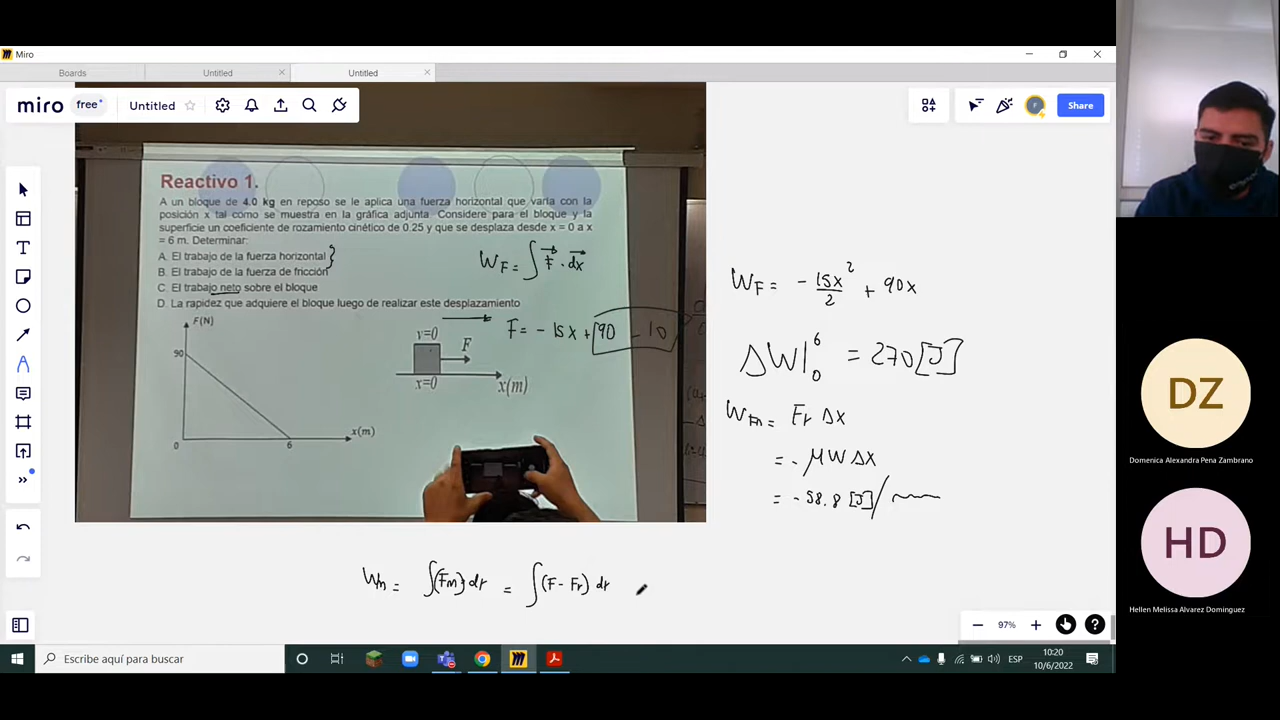 Miro
Boards
Untitled
Untitled
miro free Untitled
Share
Reactivo 1.
A un bloque de 4.0 kg en reposo se le aplica una fuerza horizontal que varía con la
posición x tal como se muestra en la gráfica adjunta. Considere para el bloque y la
superficie un coeficiente de rozamiento cinético de 0.25 y que se desplaza desde x = 0 a x
= 6 m. Determinar:
A. El trabajo de la fuerza horizontal
B. El trabajo de la fuerza de fricción
C. El trabajo neto sobre el bloque
D. La rapidez que adquiere el bloque luego de realizar este desplazamiento
W_F = ∫ F · dx
F = - 15x + 90 - 10
F(N)
90
0
6
x(m)
v=0
F
x=0
x(m)
W_F = - 15x²/2 + 90x
ΔW|₀⁶ = 270 [J]
= Fr Δx
= - μ W Δx
= - 58.8 [J]
= ∫ (F - Fr) dr
97%
DZ
Domenica Alexandra Pena Zambrano
HD
Hellen Melissa Alvarez Dominguez
Escribe aquí para buscar
ESP
10:20
10/6/2022